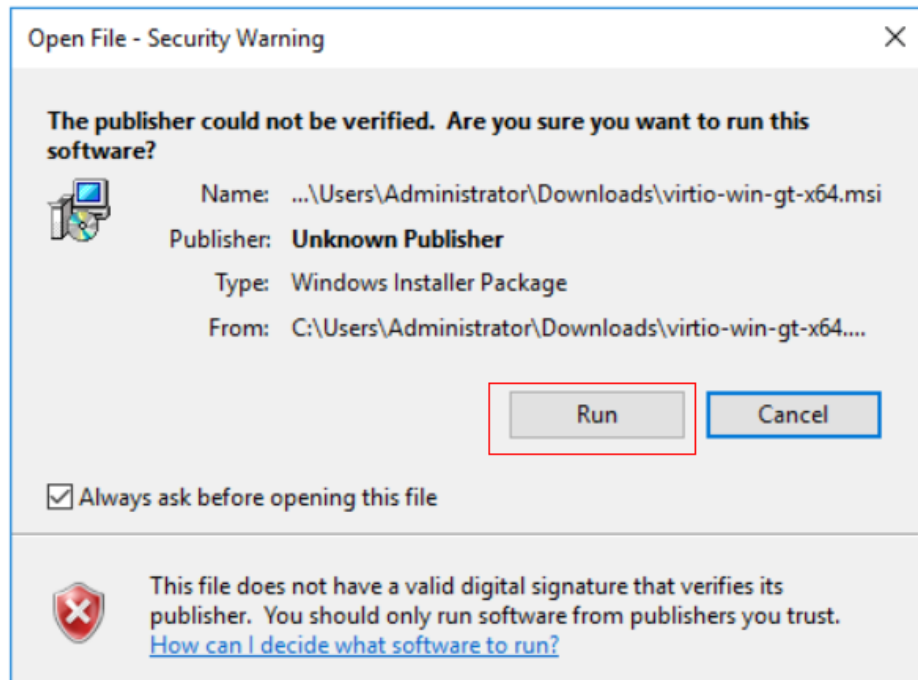 Open File - Security Warning
The publisher could not be verified.  Are you sure you want to run this
software?
Name: ...\Users\Administrator\Downloads\virtio-win-gt-x64.msi
Publisher: Unknown Publisher
Type: Windows Installer Package
From: C:\Users\Administrator\Downloads\virtio-win-gt-x64....
Run Cancel
Always ask before opening this file
This file does not have a valid digital signature that verifies its
publisher.  You should only run software from publishers you trust.
How can I decide what software to run?